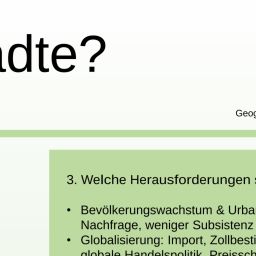 adte?
Geog
3. Welche Herausforderungen s
• Bevölkerungswachstum & Urba
Nachfrage, weniger Subsistenz
• Globalisierung: Import, Zollbesti
globale Handelspolitik, Preissch